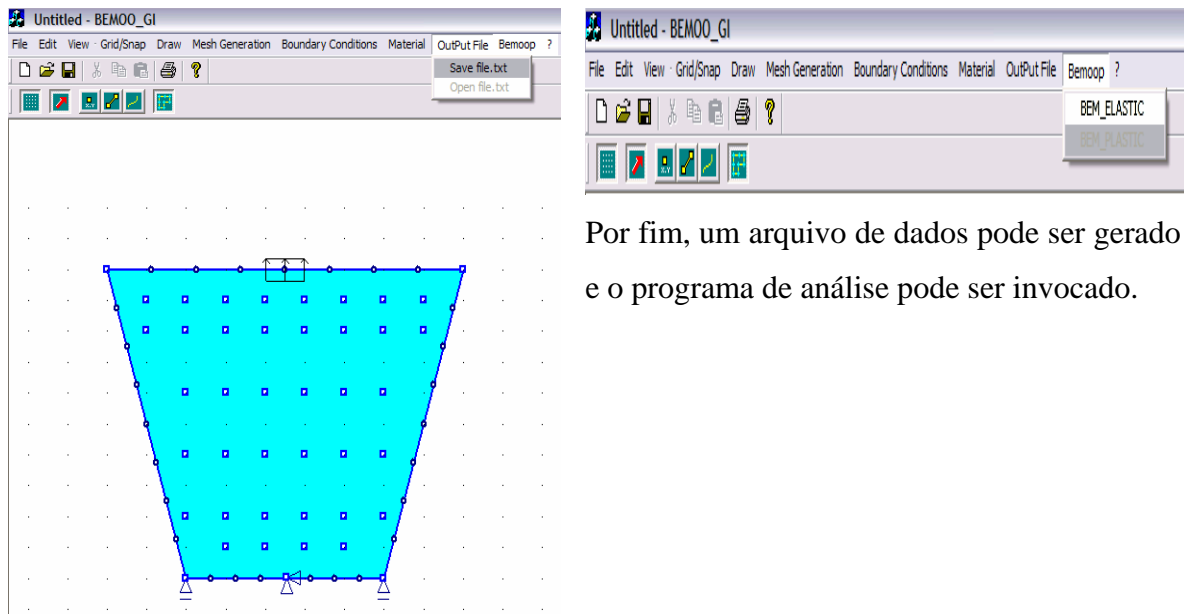 Untitled - BEMOO_GI
File Edit View Grid/Snap Draw Mesh Generation Boundary Conditions Material OutPut File Bemoop ?
Save file.txt
Open file.txt
X,Y
Untitled - BEMOO_GI
File Edit View Grid/Snap Draw Mesh Generation Boundary Conditions Material OutPut File Bemoop ?
BEM_ELASTIC
BEM_PLASTIC
X,Y
Por fim, um arquivo de dados pode ser gerado
e o programa de análise pode ser invocado.